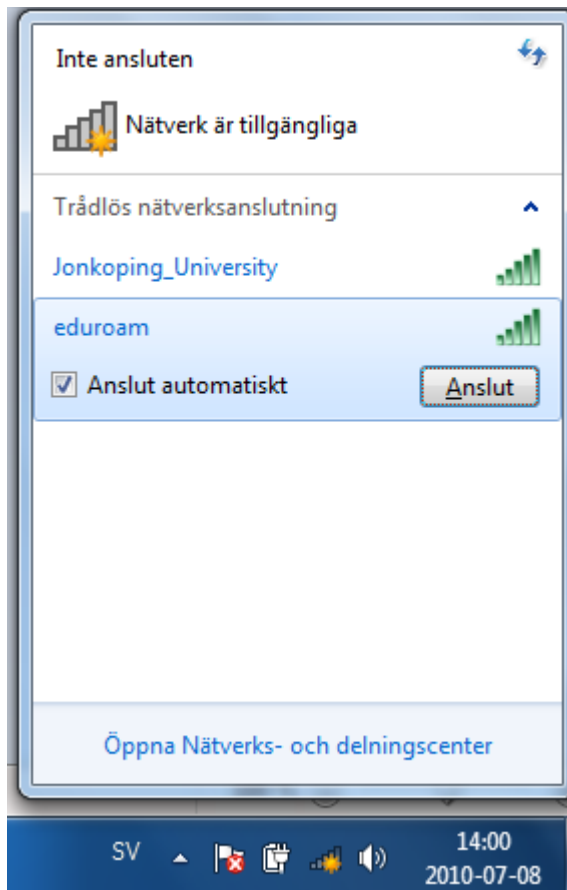 Inte ansluten
Nätverk är tillgängliga
Trådlös nätverksanslutning
Jonkoping_University
eduroam
Anslut automatiskt
Anslut
Öppna Nätverks- och delningscenter
SV
14:00
2010-07-08